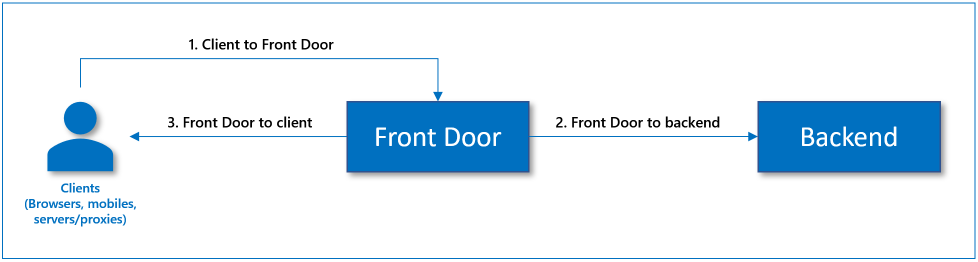 1. Client to Front Door
3. Front Door to client
Front Door
2. Front Door to backend
Backend
Clients
(Browsers, mobiles,
servers/proxies)